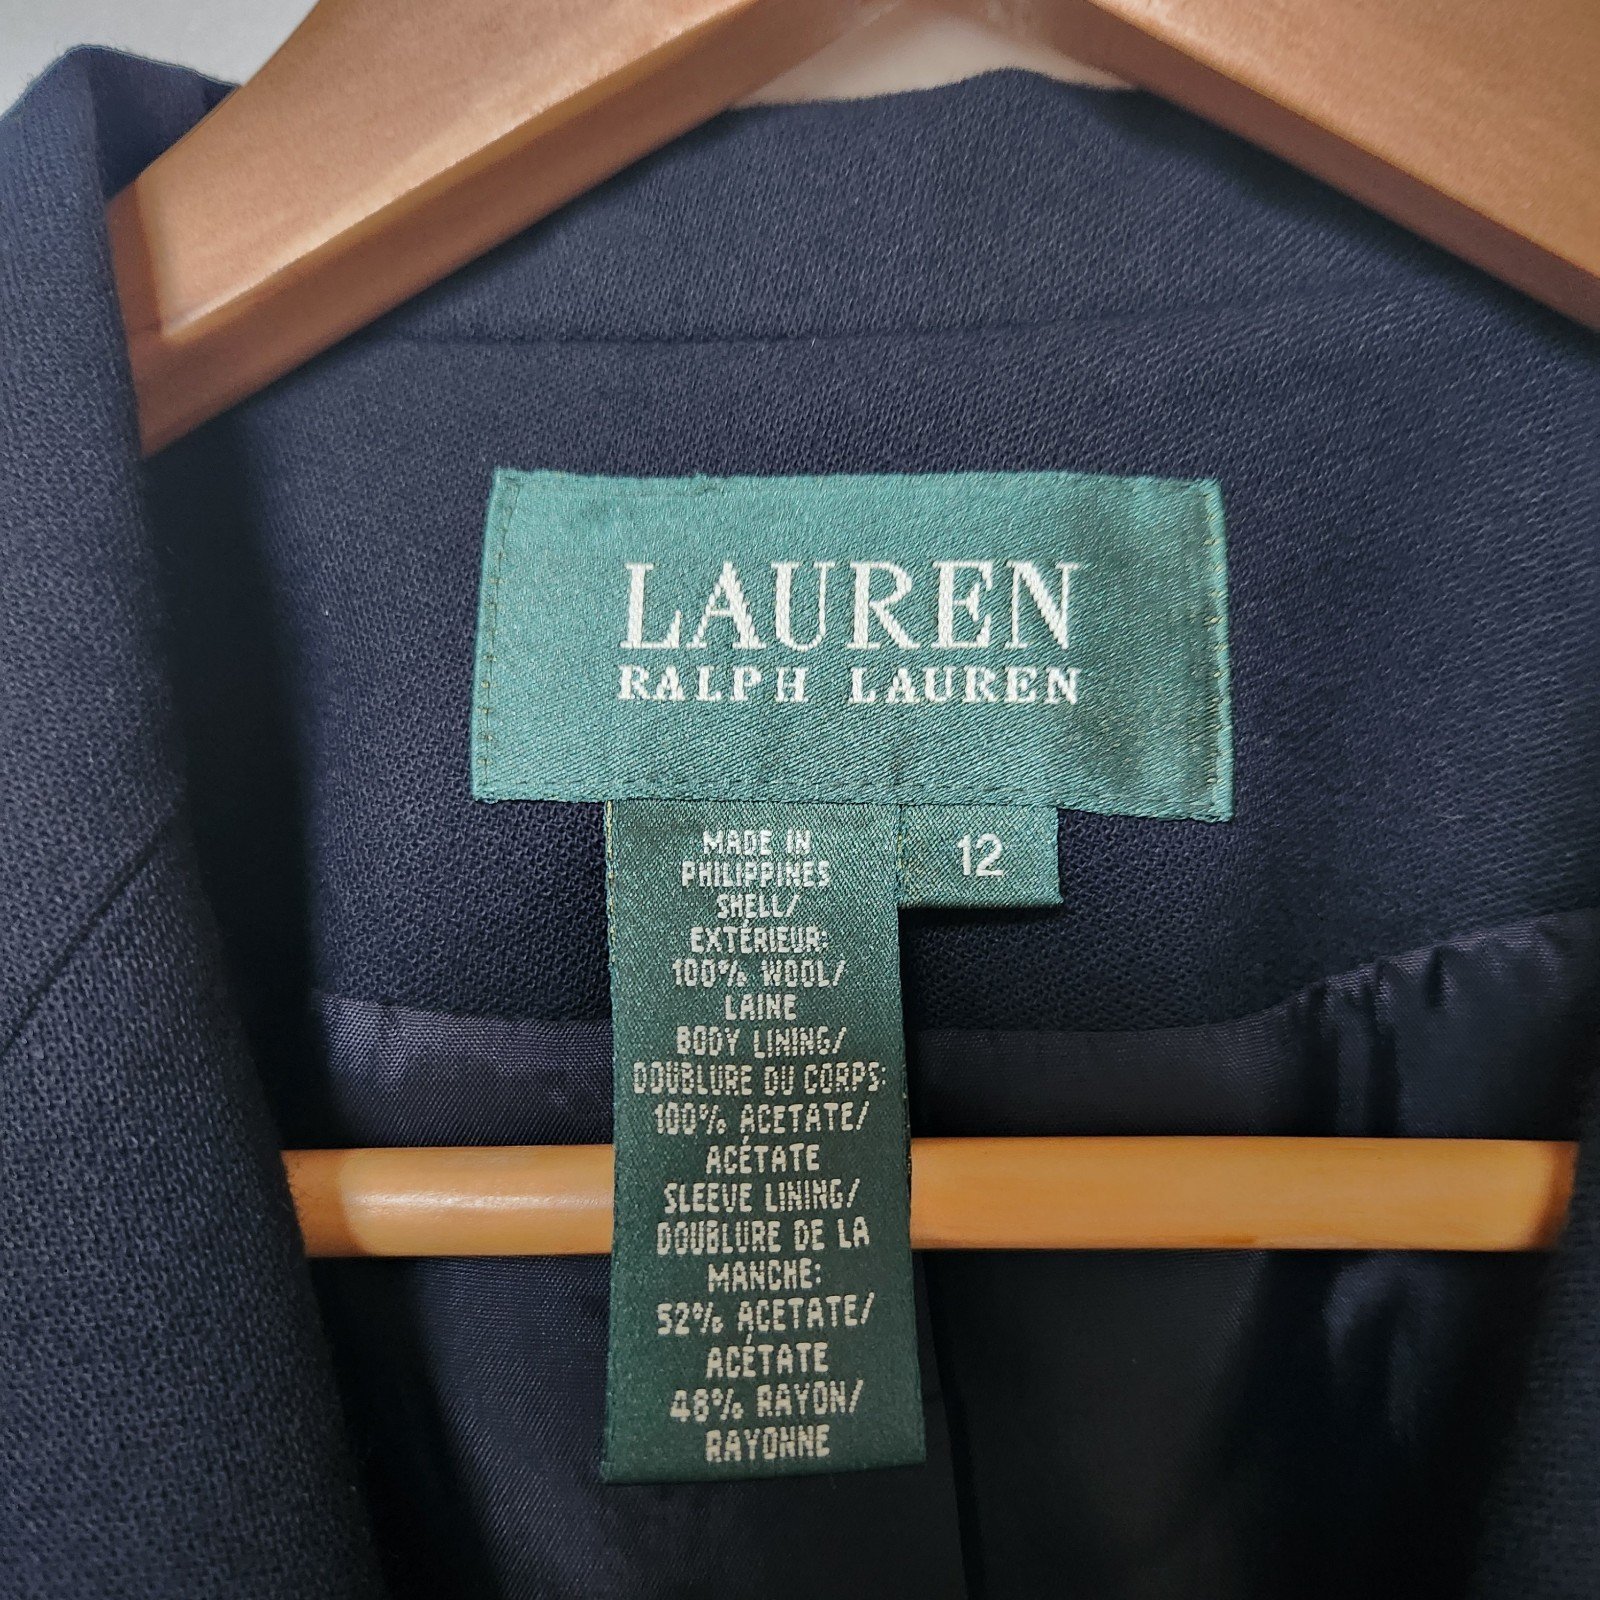 LAUREN
RALPH LAUREN
12
MADE IN
PHILIPPINES
SHELL/
EXTÉRIEUR:
100% WOOL/
LAINE
BODY LINING/
DOUBLURE DU CORPS:
100% ACETATE/
ACÉTATE
SLEEVE LINING/
DOUBLURE DE LA
MANCHE:
52% ACETATE/
ACÉTATE
48% RAYON/
RAYONNE